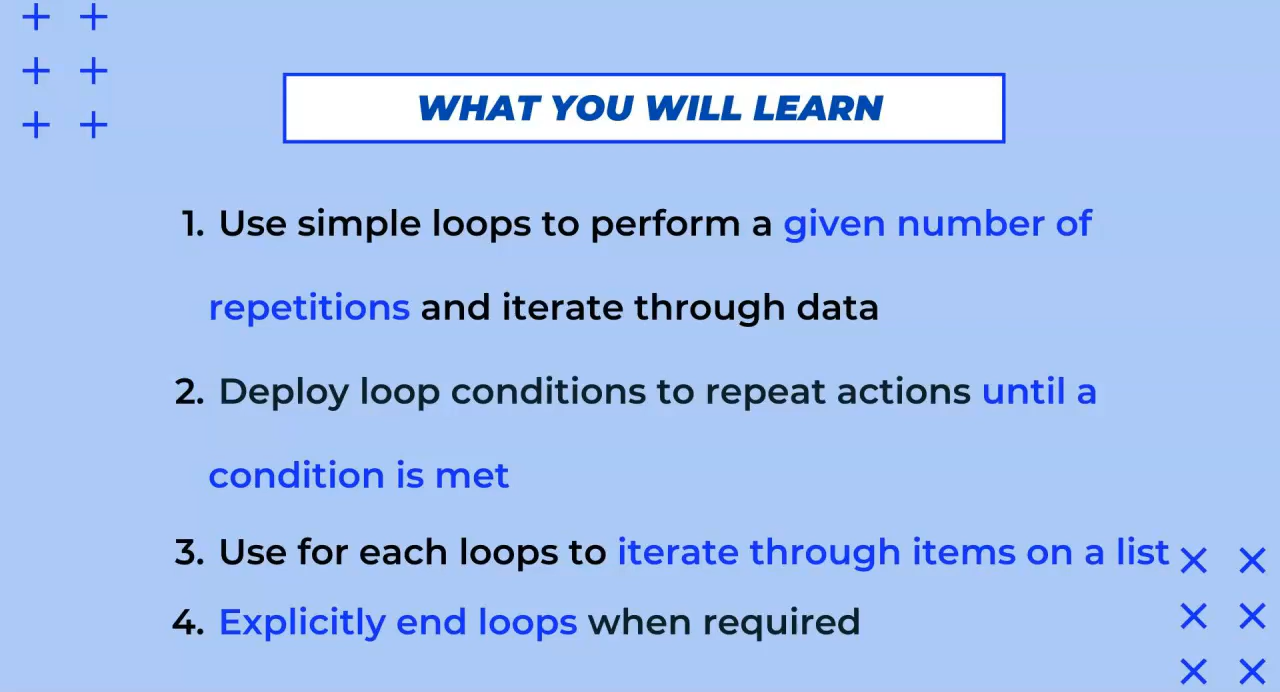 WHAT YOU WILL LEARN
1. Use simple loops to perform a given number of
repetitions and iterate through data
2. Deploy loop conditions to repeat actions until a
condition is met
3. Use for each loops to iterate through items on a list
4. Explicitly end loops when required